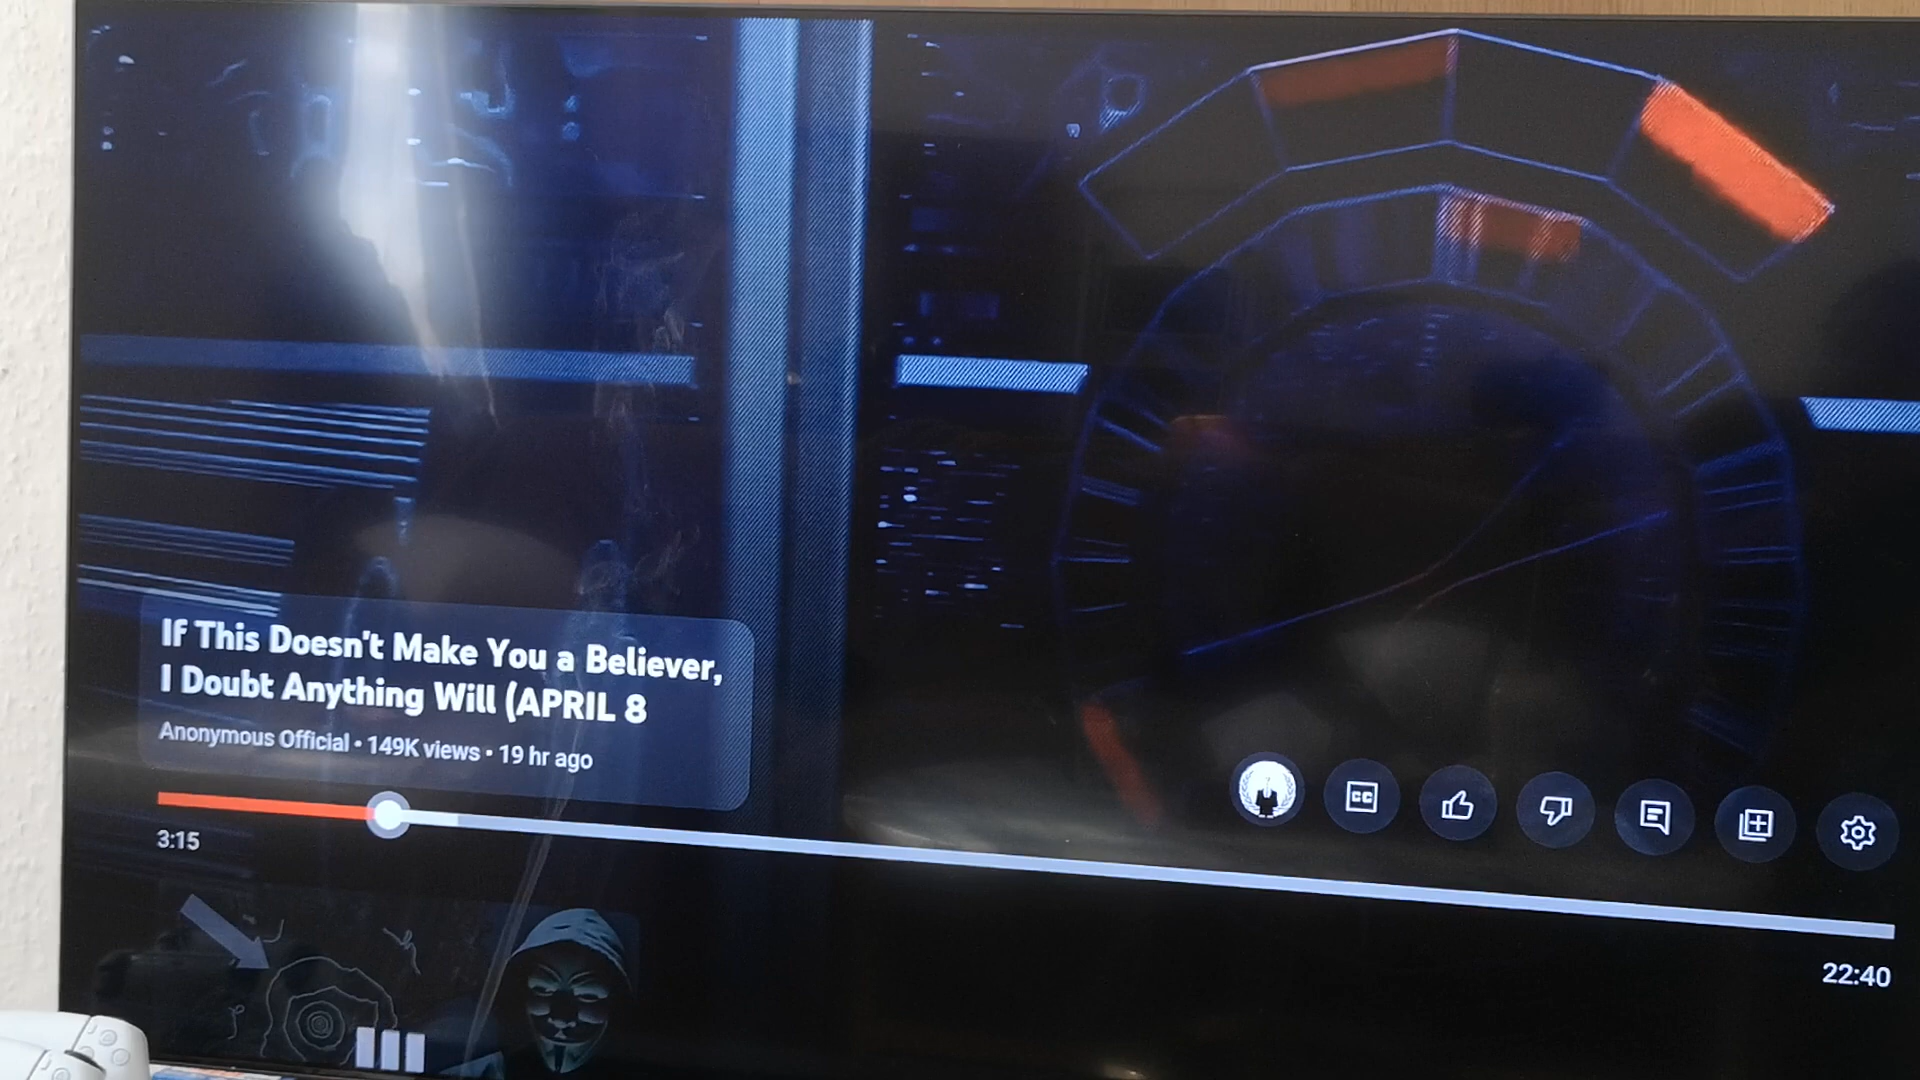 If This Doesn't Make You a Believer,
I Doubt Anything Will (APRIL 8
Anonymous Official • 149K views • 19 hr ago
CC
3:15
22:40